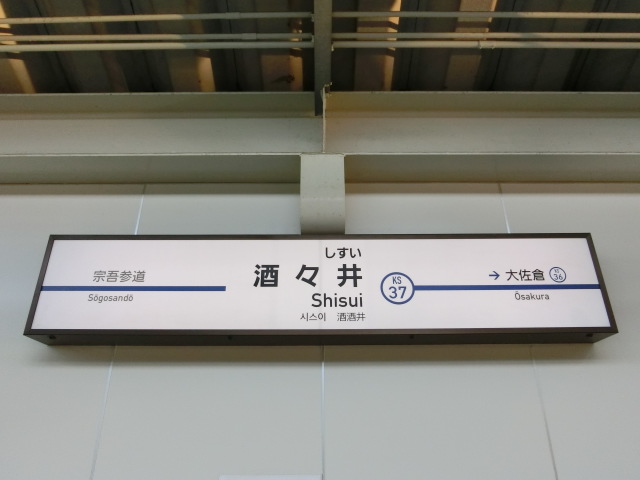 宗吾参道
Sōgosandō
しすい
酒々井
Shisui
시스이 酒酒井
KS
37
→ 大佐倉
KS
36
Ōsakura